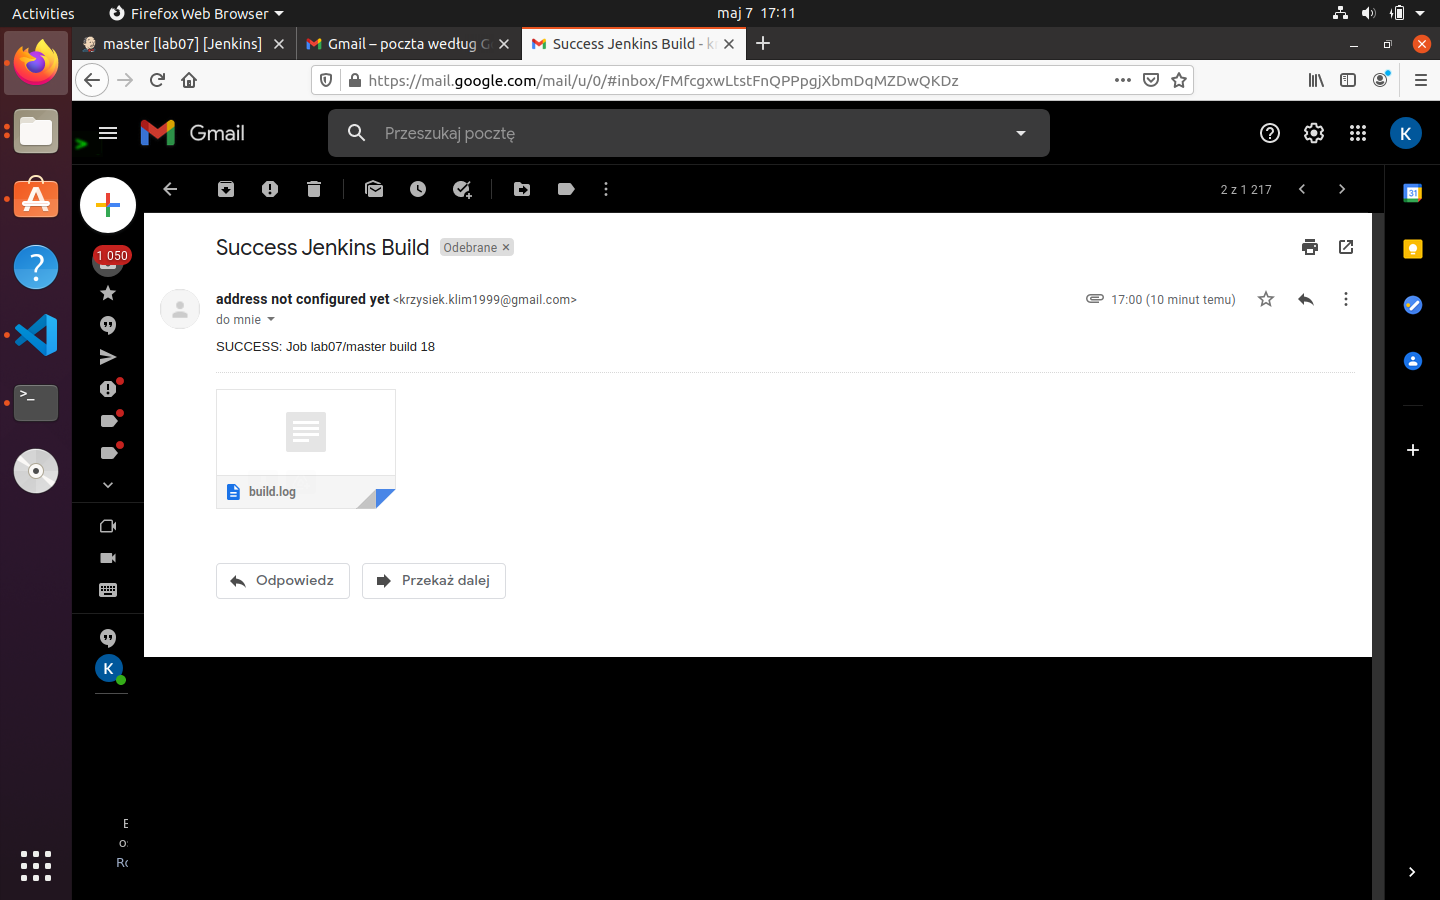 Activities
Firefox Web Browser
maj 7 17:11
master [lab07] [Jenkins]
Gmail – poczta według G
Success Jenkins Build - k
https://mail.google.com/mail/u/0/#inbox/FMfcgxwLtstFnQPPpgjXbmDqMZDwQKDz
Gmail
Przeszukaj pocztę
K
2 z 1 217
31
1 050
Success Jenkins Build
Odebrane ×
address not configured yet <krzysiek.klim1999@gmail.com>
17:00 (10 minut temu)
do mnie
SUCCESS: Job lab07/master build 18
build.log
Odpowiedz
Przekaż dalej
K